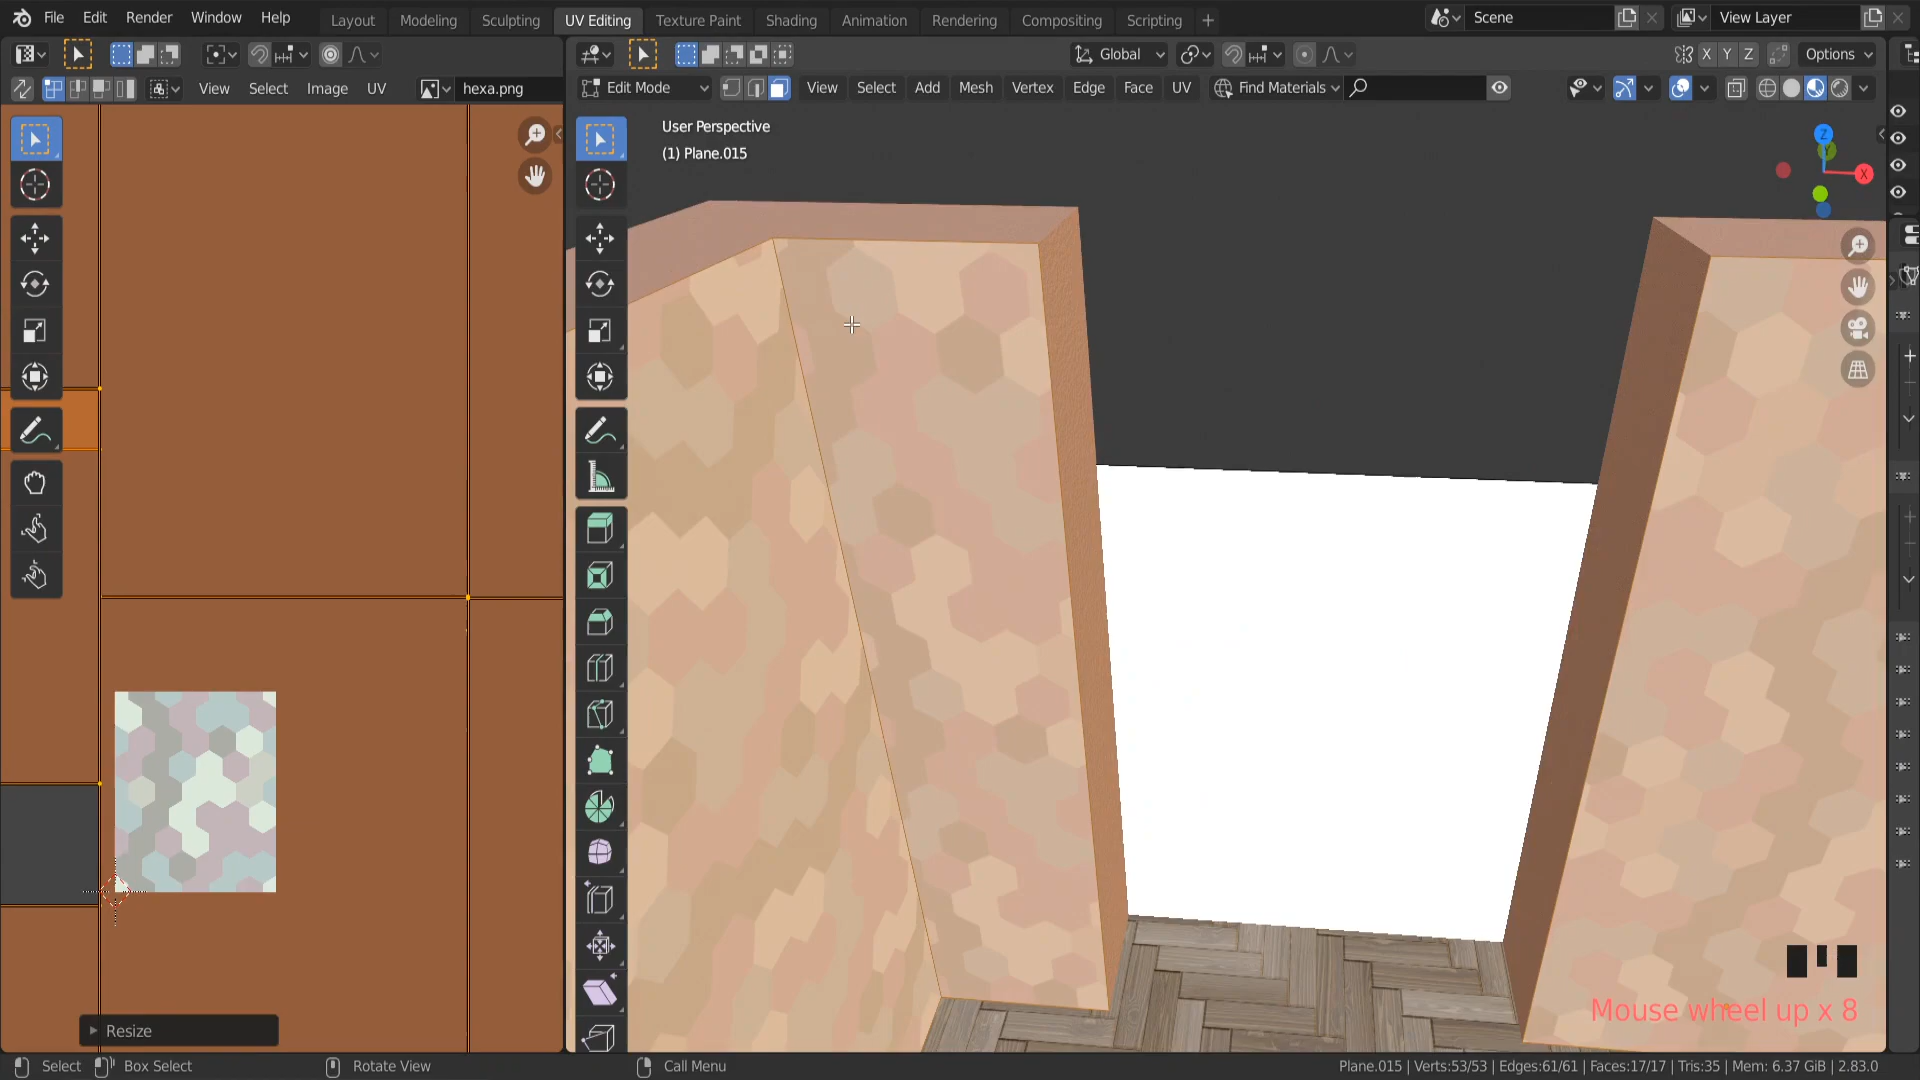 File Edit Render Window Help Layout Modeling Sculpting UV Editing Texture Paint Shading Animation Rendering Compositing Scripting + Scene View Layer
Global X Y Z Options
View Select Image UV hexa.png Edit Mode View Select Add Mesh Vertex Edge Face UV Find Materials
User Perspective
(1) Plane.015
Z
Y
X
Mouse wheel up x 8
Resize
Select Box Select Rotate View Call Menu Plane.015 | Verts:53/53 | Edges:61/61 | Faces:17/17 | Tris:35 | Mem: 6.37 GiB | 2.83.0